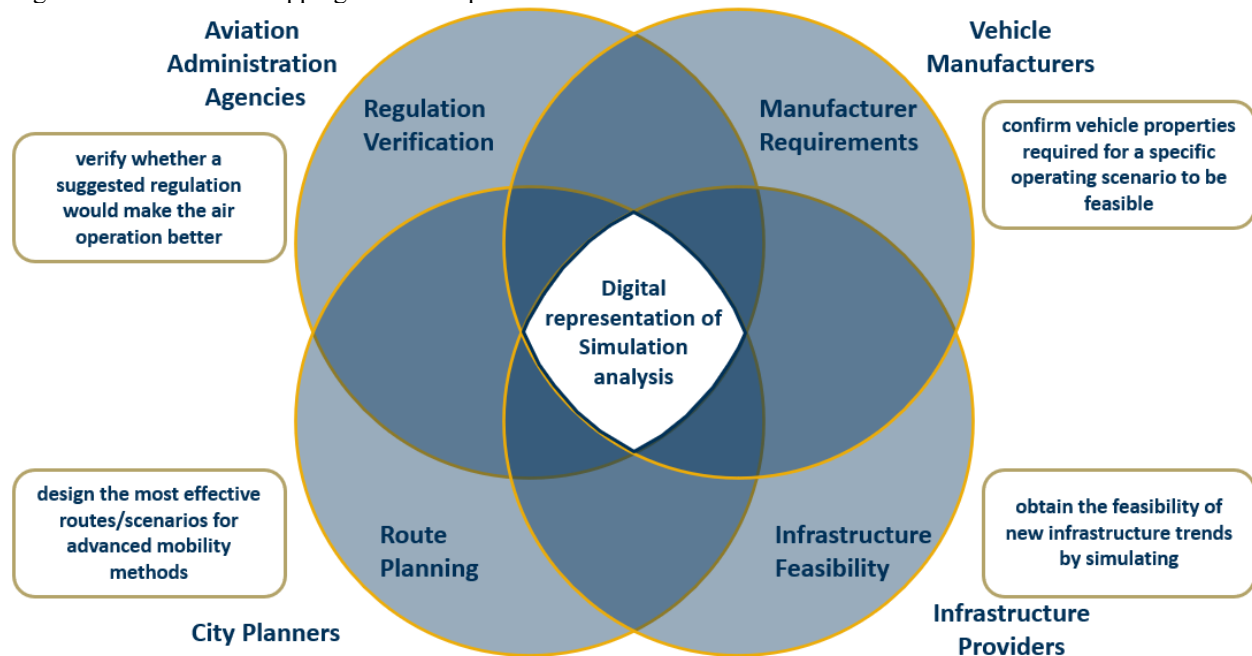 Aviation
Administration
Agencies
Vehicle
Manufacturers
Regulation
Verification
Manufacturer
Requirements
verify whether a
suggested regulation
would make the air
operation better
confirm vehicle properties
required for a specific
operating scenario to be
feasible
Digital
representation of
Simulation
analysis
design the most effective
routes/scenarios for
advanced mobility
methods
Route
Planning
Infrastructure
Feasibility
obtain the feasibility of
new infrastructure trends
by simulating
City Planners
Infrastructure
Providers